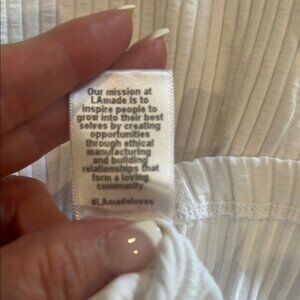 Our mission at
LAmade is to
inspire people to
grow into their best
selves by creating
opportunities
through ethical
manufacturing
and building
relationships that
form a loving
community.
#LAmadeloves